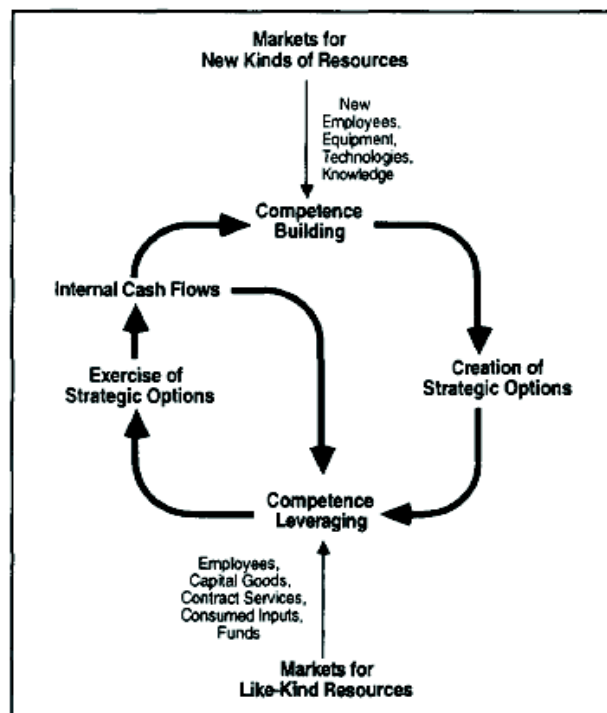 Markets for
New Kinds of Resources
New
Employees,
Equipment,
Technologies,
Knowledge
Competence
Building
Internal Cash Flows
Exercise of
Strategic Options
Creation of
Strategic Options
Competence
Leveraging
Employees,
Capital Goods,
Contract Services,
Consumed Inputs,
Funds
Markets for
Like-Kind Resources